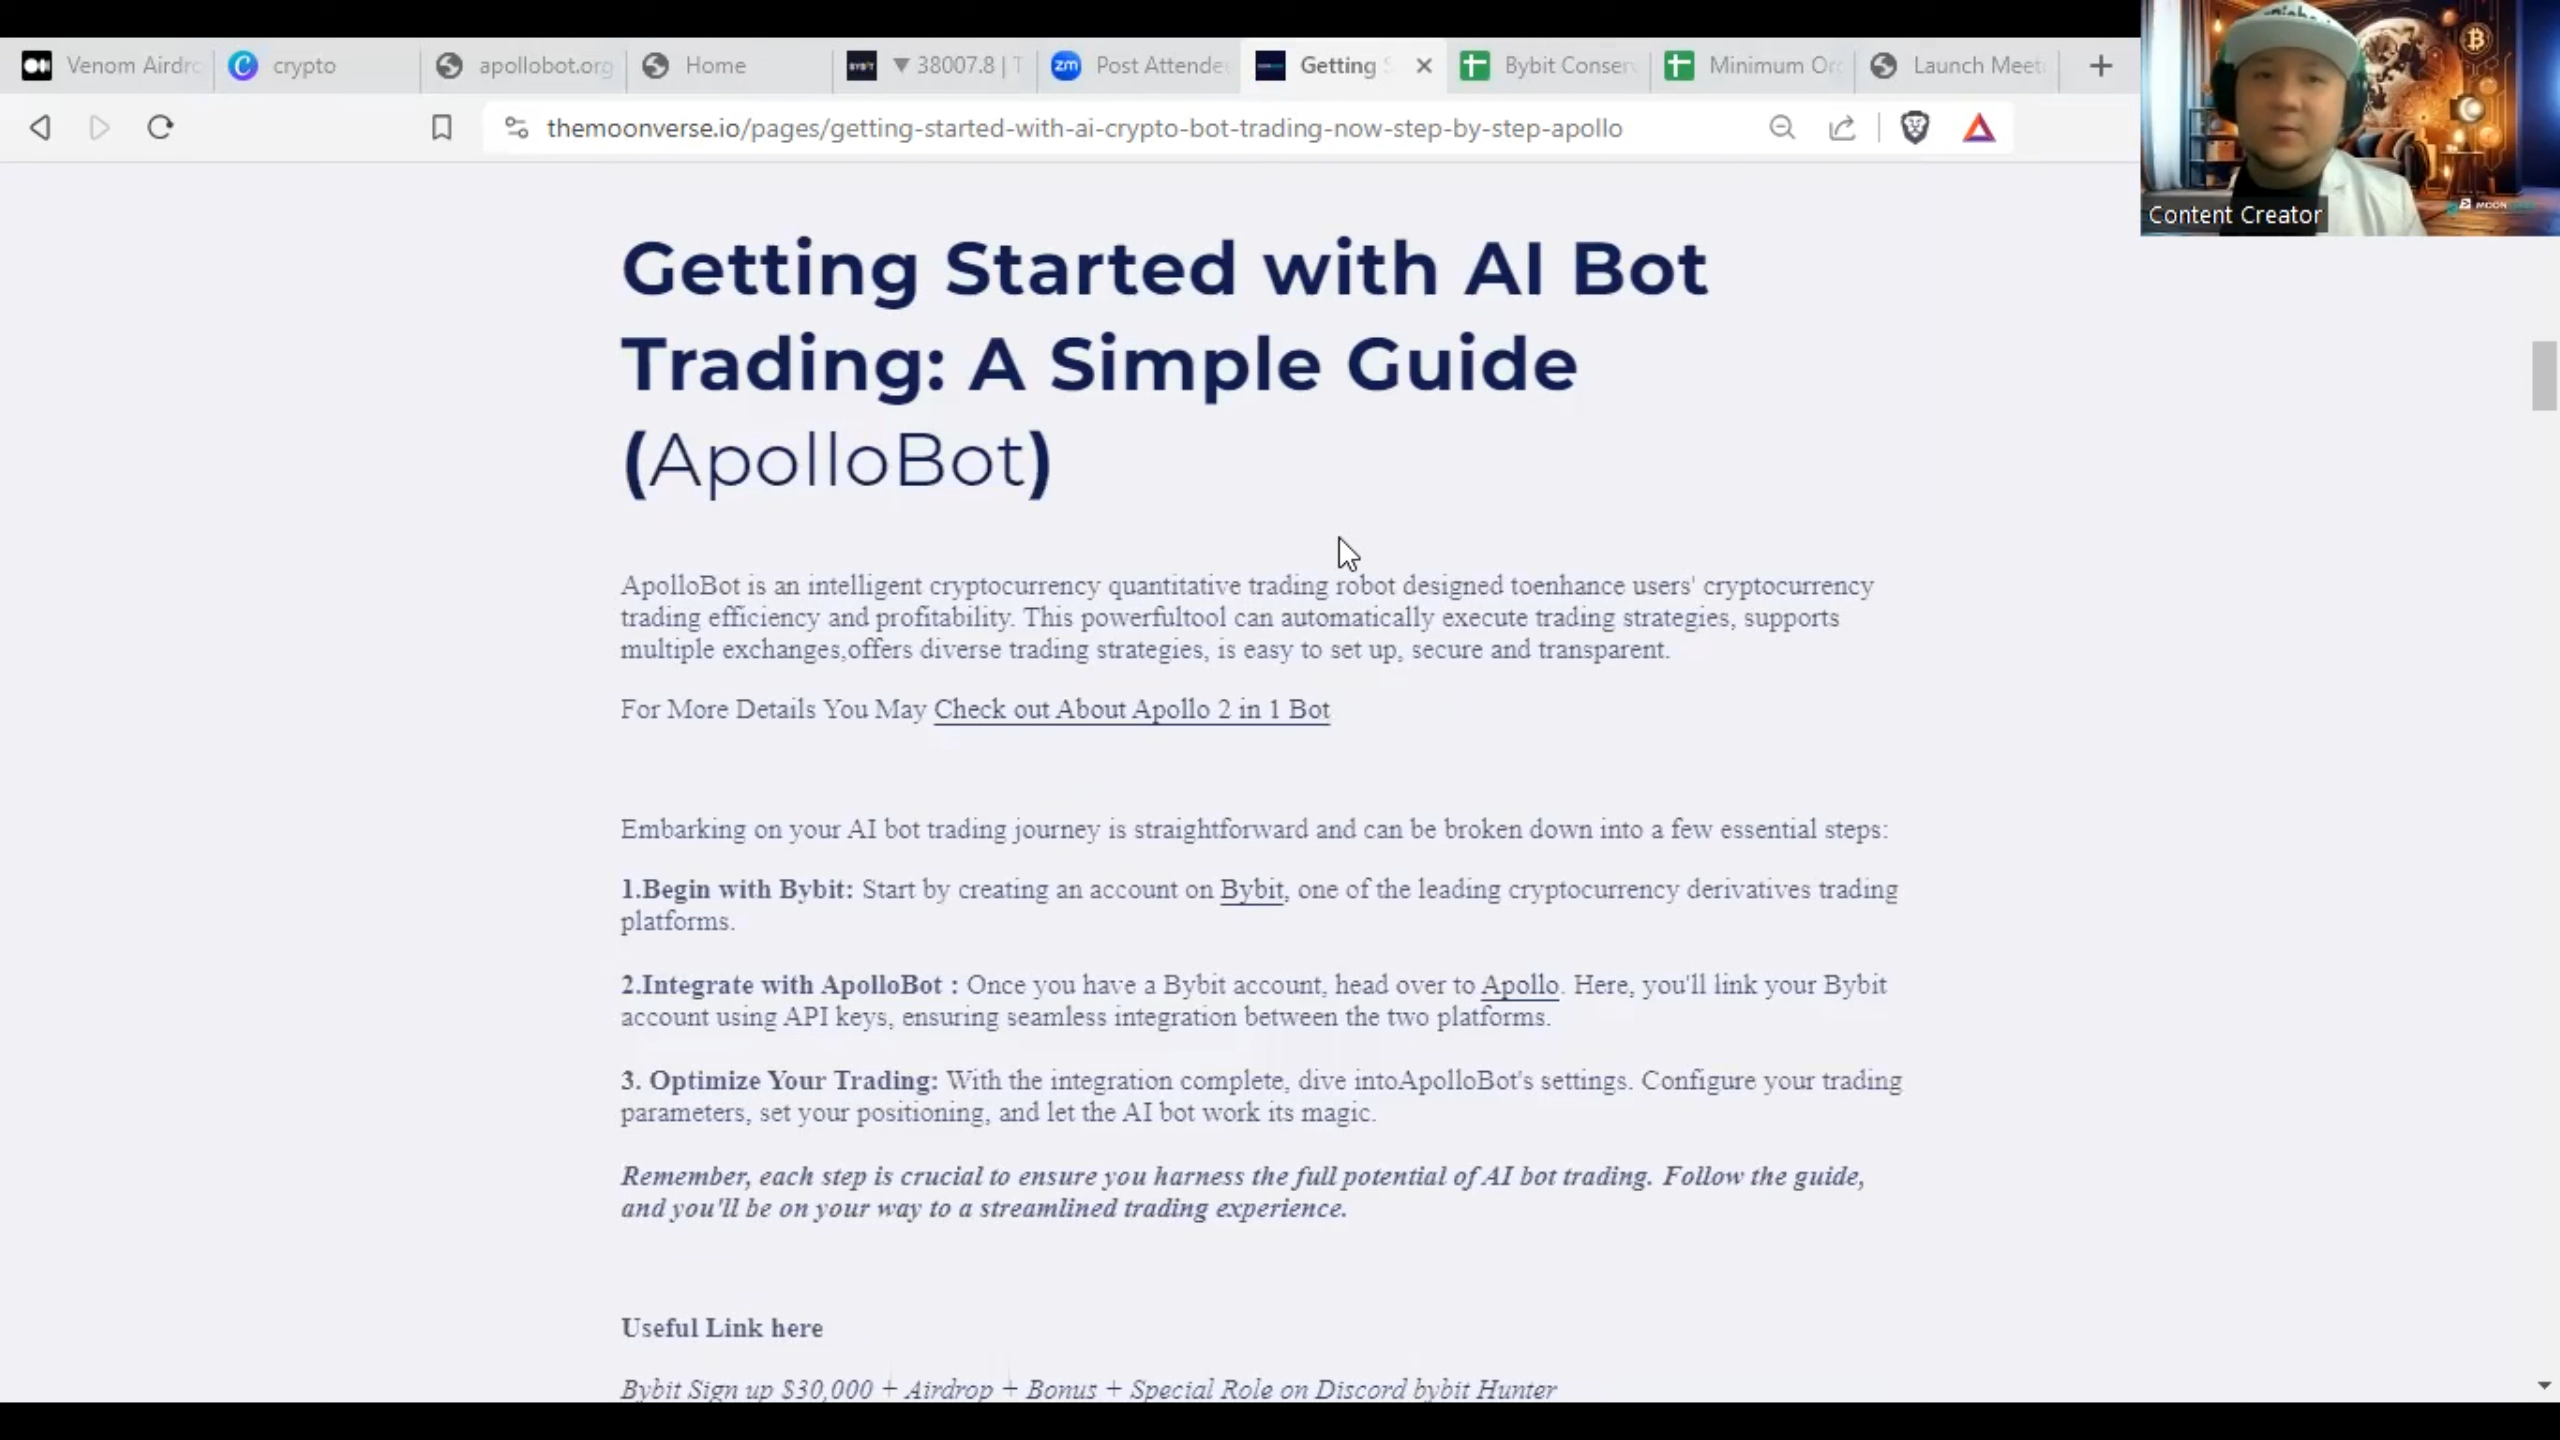 Venom Airdro
crypto
apollobot.org
Home
BYBIT
▼ 38007.8 | T
zm
Post Attende
Getting S
Bybit Conser
Minimum Ord
Launch Meet
themoonverse.io/pages/getting-started-with-ai-crypto-bot-trading-now-step-by-step-apollo
Content Creator
MOON
Getting Started with AI Bot
Trading: A Simple Guide
(ApolloBot)
ApolloBot is an intelligent cryptocurrency quantitative trading robot designed toenhance users' cryptocurrency
trading efficiency and profitability. This powerfultool can automatically execute trading strategies, supports
multiple exchanges,offers diverse trading strategies, is easy to set up, secure and transparent.
For More Details You May Check out About Apollo 2 in 1 Bot
Embarking on your AI bot trading journey is straightforward and can be broken down into a few essential steps:
1.Begin with Bybit: Start by creating an account on Bybit, one of the leading cryptocurrency derivatives trading
platforms.
2.Integrate with ApolloBot : Once you have a Bybit account, head over to Apollo. Here, you'll link your Bybit
account using API keys, ensuring seamless integration between the two platforms.
3. Optimize Your Trading: With the integration complete, dive intoApolloBot's settings. Configure your trading
parameters, set your positioning, and let the AI bot work its magic.
Remember, each step is crucial to ensure you harness the full potential of AI bot trading. Follow the guide,
and you'll be on your way to a streamlined trading experience.
Useful Link here
Bybit Sign up $30,000 + Airdrop + Bonus + Special Role on Discord bybit Hunter